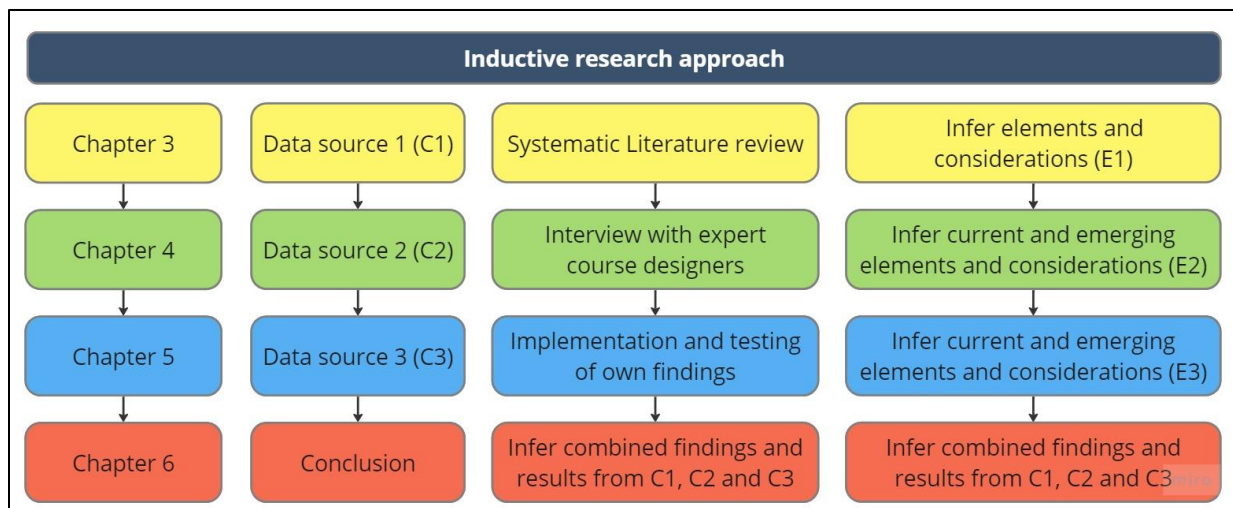 Inductive research approach
Chapter 3
Data source 1 (C1)
Systematic Literature review
Infer elements and
considerations (E1)
Chapter 4
Data source 2 (C2)
Interview with expert
course designers
Infer current and emerging
elements and considerations (E2)
Chapter 5
Data source 3 (C3)
Implementation and testing
of own findings
Infer current and emerging
elements and considerations (E3)
Chapter 6
Conclusion
Infer combined findings and
results from C1, C2 and C3
Infer combined findings and
results from C1, C2 and C3
miro